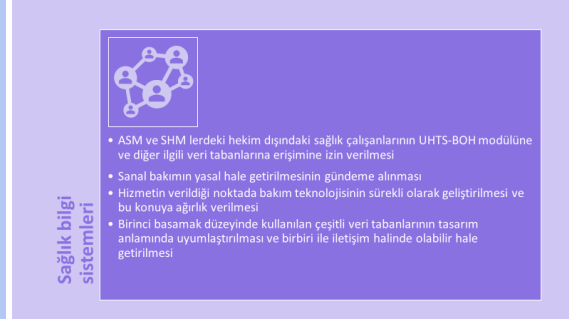 Sağlık bilgi
sistemleri
• ASM ve SHM lerdeki hekim dışındaki sağlık çalışanlarının UHTS-BOH modülüne
ve diğer ilgili veri tabanlarına erişimine izin verilmesi
• Sanal bakımın yasal hale getirilmesinin gündeme alınması
• Hizmetin verildiği noktada bakım teknolojisinin sürekli olarak geliştirilmesi ve
bu konuya ağırlık verilmesi
• Birinci basamak düzeyinde kullanılan çeşitli veri tabanlarının tasarım
anlamında uyumlaştırılması ve birbiri ile iletişim halinde olabilir hale
getirilmesi